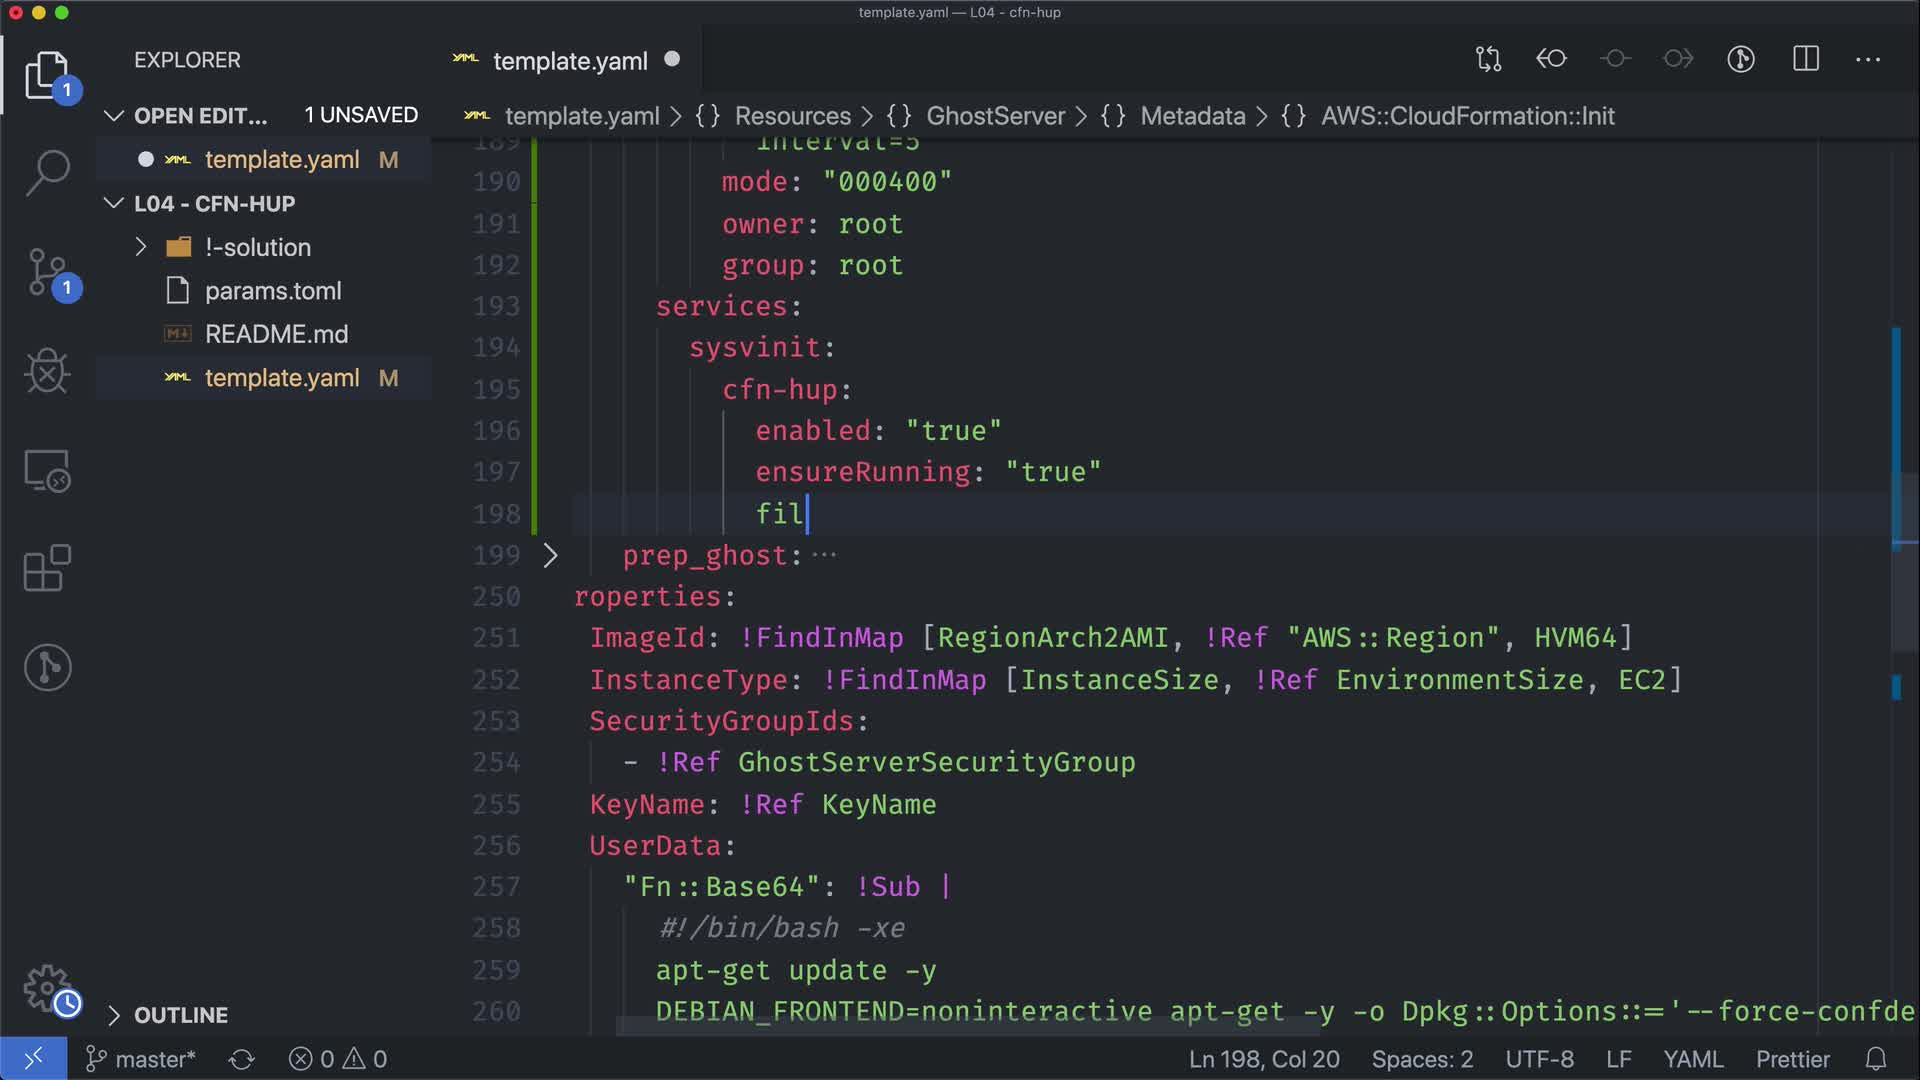 template.yaml — L04 - cfn-hup
EXPLORER
template.yaml
1
OPEN EDIT... 1 UNSAVED
template.yaml > {} Resources > {} GhostServer > {} Metadata > {} AWS::CloudFormation::Init
template.yaml M
L04 - CFN-HUP
!-solution
1
params.toml
README.md
template.yaml M
189 interval=5
190 mode: "000400"
191 owner: root
192 group: root
193 services:
194 sysvinit:
195 cfn-hup:
196 enabled: "true"
197 ensureRunning: "true"
198 fil
199 prep_ghost: ...
250 roperties:
251 ImageId: !FindInMap [RegionArch2AMI, !Ref "AWS::Region", HVM64]
252 InstanceType: !FindInMap [InstanceSize, !Ref EnvironmentSize, EC2]
253 SecurityGroupIds:
254 - !Ref GhostServerSecurityGroup
255 KeyName: !Ref KeyName
256 UserData:
257 "Fn::Base64": !Sub |
258 #!/bin/bash -xe
259 apt-get update -y
260 DEBIAN_FRONTEND=noninteractive apt-get -y -o Dpkg::Options::='--force-confde
OUTLINE
master* 0 0 Ln 198, Col 20 Spaces: 2 UTF-8 LF YAML Prettier